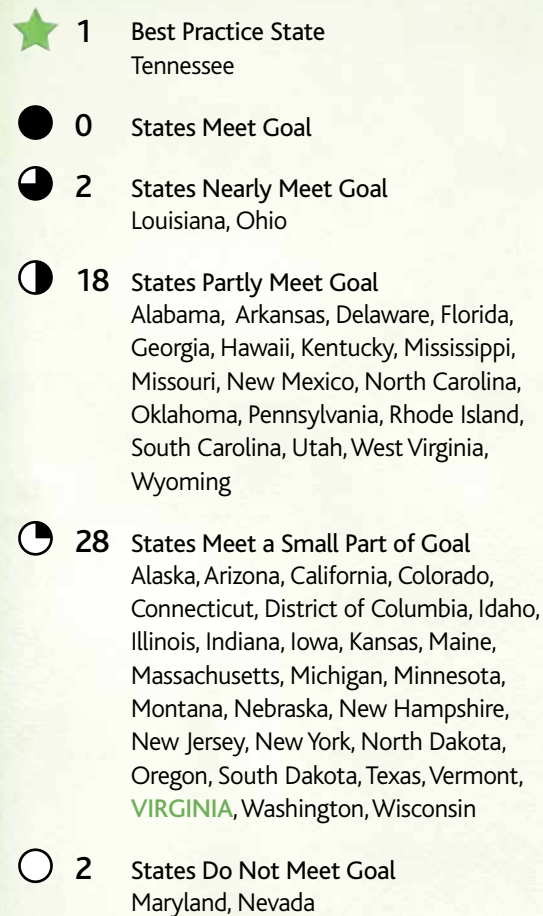 1 Best Practice State
Tennessee
0 States Meet Goal
2 States Nearly Meet Goal
Louisiana, Ohio
18 States Partly Meet Goal
Alabama, Arkansas, Delaware, Florida,
Georgia, Hawaii, Kentucky, Mississippi,
Missouri, New Mexico, North Carolina,
Oklahoma, Pennsylvania, Rhode Island,
South Carolina, Utah, West Virginia,
Wyoming
28 States Meet a Small Part of Goal
Alaska, Arizona, California, Colorado,
Connecticut, District of Columbia, Idaho,
Illinois, Indiana, Iowa, Kansas, Maine,
Massachusetts, Michigan, Minnesota,
Montana, Nebraska, New Hampshire,
New Jersey, New York, North Dakota,
Oregon, South Dakota, Texas, Vermont,
VIRGINIA, Washington, Wisconsin
2 States Do Not Meet Goal
Maryland, Nevada